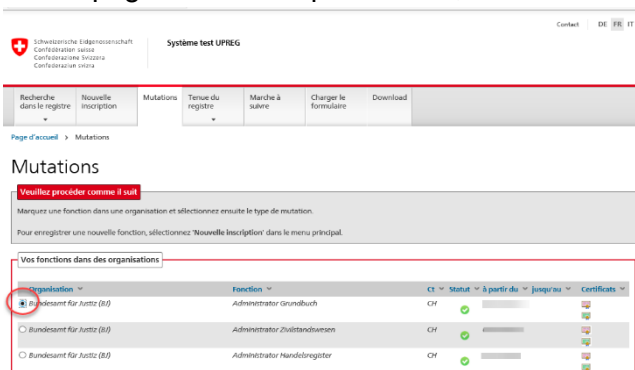 Contact DE FR IT
Schweizerische Eidgenossenschaft
Confédération suisse
Confederazione Svizzera
Confederaziun svizra
Système test UPREG
Recherche dans le registre
Nouvelle inscription
Mutations
Tenue du registre
Marche à suivre
Charger le formulaire
Download
Page d'accueil > Mutations
Mutations
Veuillez procéder comme il suit
Marquez une fonction dans une organisation et sélectionnez ensuite le type de mutation.
Pour enregistrer une nouvelle fonction, sélectionnez 'Nouvelle inscription' dans le menu principal.
Vos fonctions dans des organisations
Organisation Fonction Ct Statut à partir du jusqu'au Certificats
Bundesamt für Justiz (BJ) Administrator Grundbuch CH
Bundesamt für Justiz (BJ) Administrator Zivilstandswesen CH
Bundesamt für Justiz (BJ) Administrator Handelsregister CH